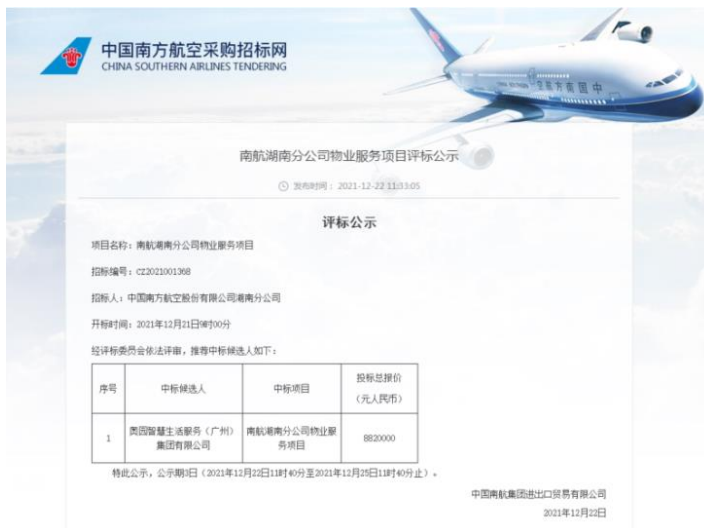 中国南方航空采购招标网
CHINA SOUTHERN AIRLINES TENDERING
中国南方航空
南航湖南分公司物业服务项目评标公示
发布时间：2021-12-22 11:33:05
评标公示
项目名称：南航湖南分公司物业服务项目
招标编号：CZ2021001368
招标人：中国南方航空股份有限公司湖南分公司
开标时间：2021年12月21日9时00分
经评标委员会依法评审，推荐中标候选人如下：
序号 中标候选人 中标项目 投标总报价（元人民币）
1 奥园智慧生活服务（广州）集团有限公司 南航湖南分公司物业服务项目 8820000
特此公示，公示期3日（2021年12月22日11时40分至2021年12月25日11时40分止）。
中国南航集团进出口贸易有限公司
2021年12月22日